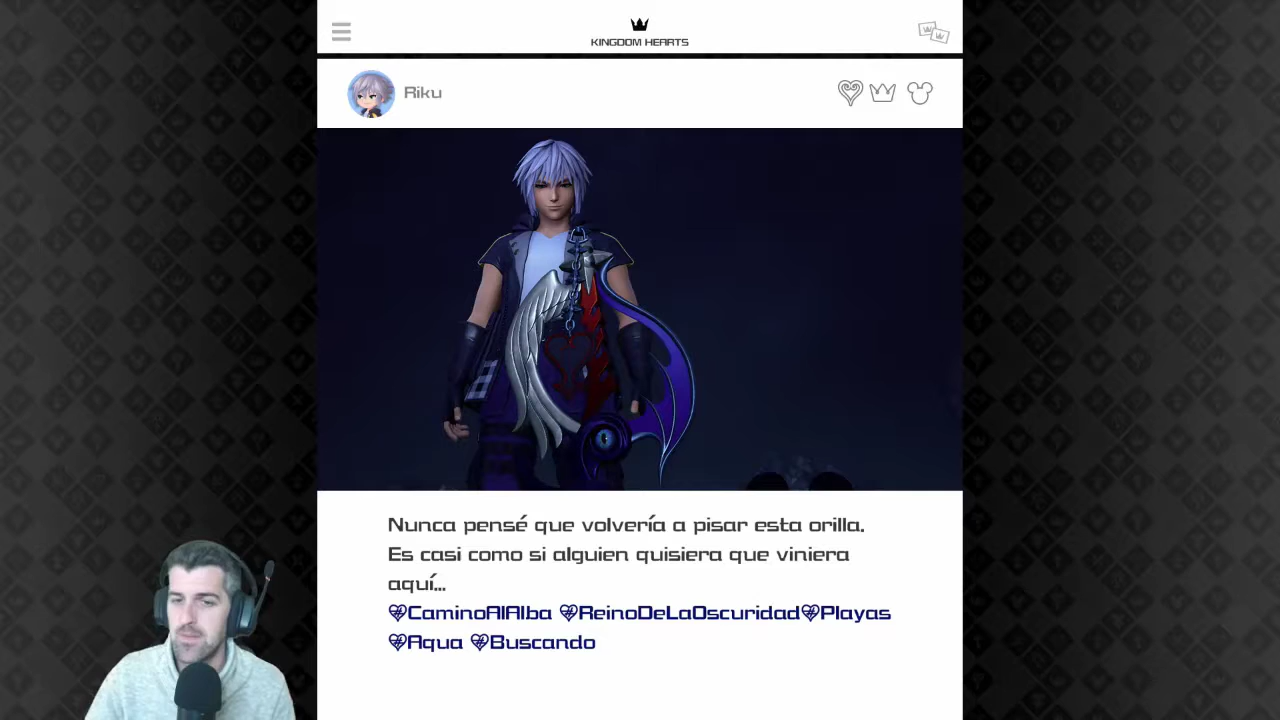 KINGDOM HEARTS
Riku
Nunca pensé que volvería a pisar esta orilla.
Es casi como si alguien quisiera que viniera
aquí...
#CaminoAlAlba #ReinoDeLaOscuridad#Playas
#Aqua #Buscando